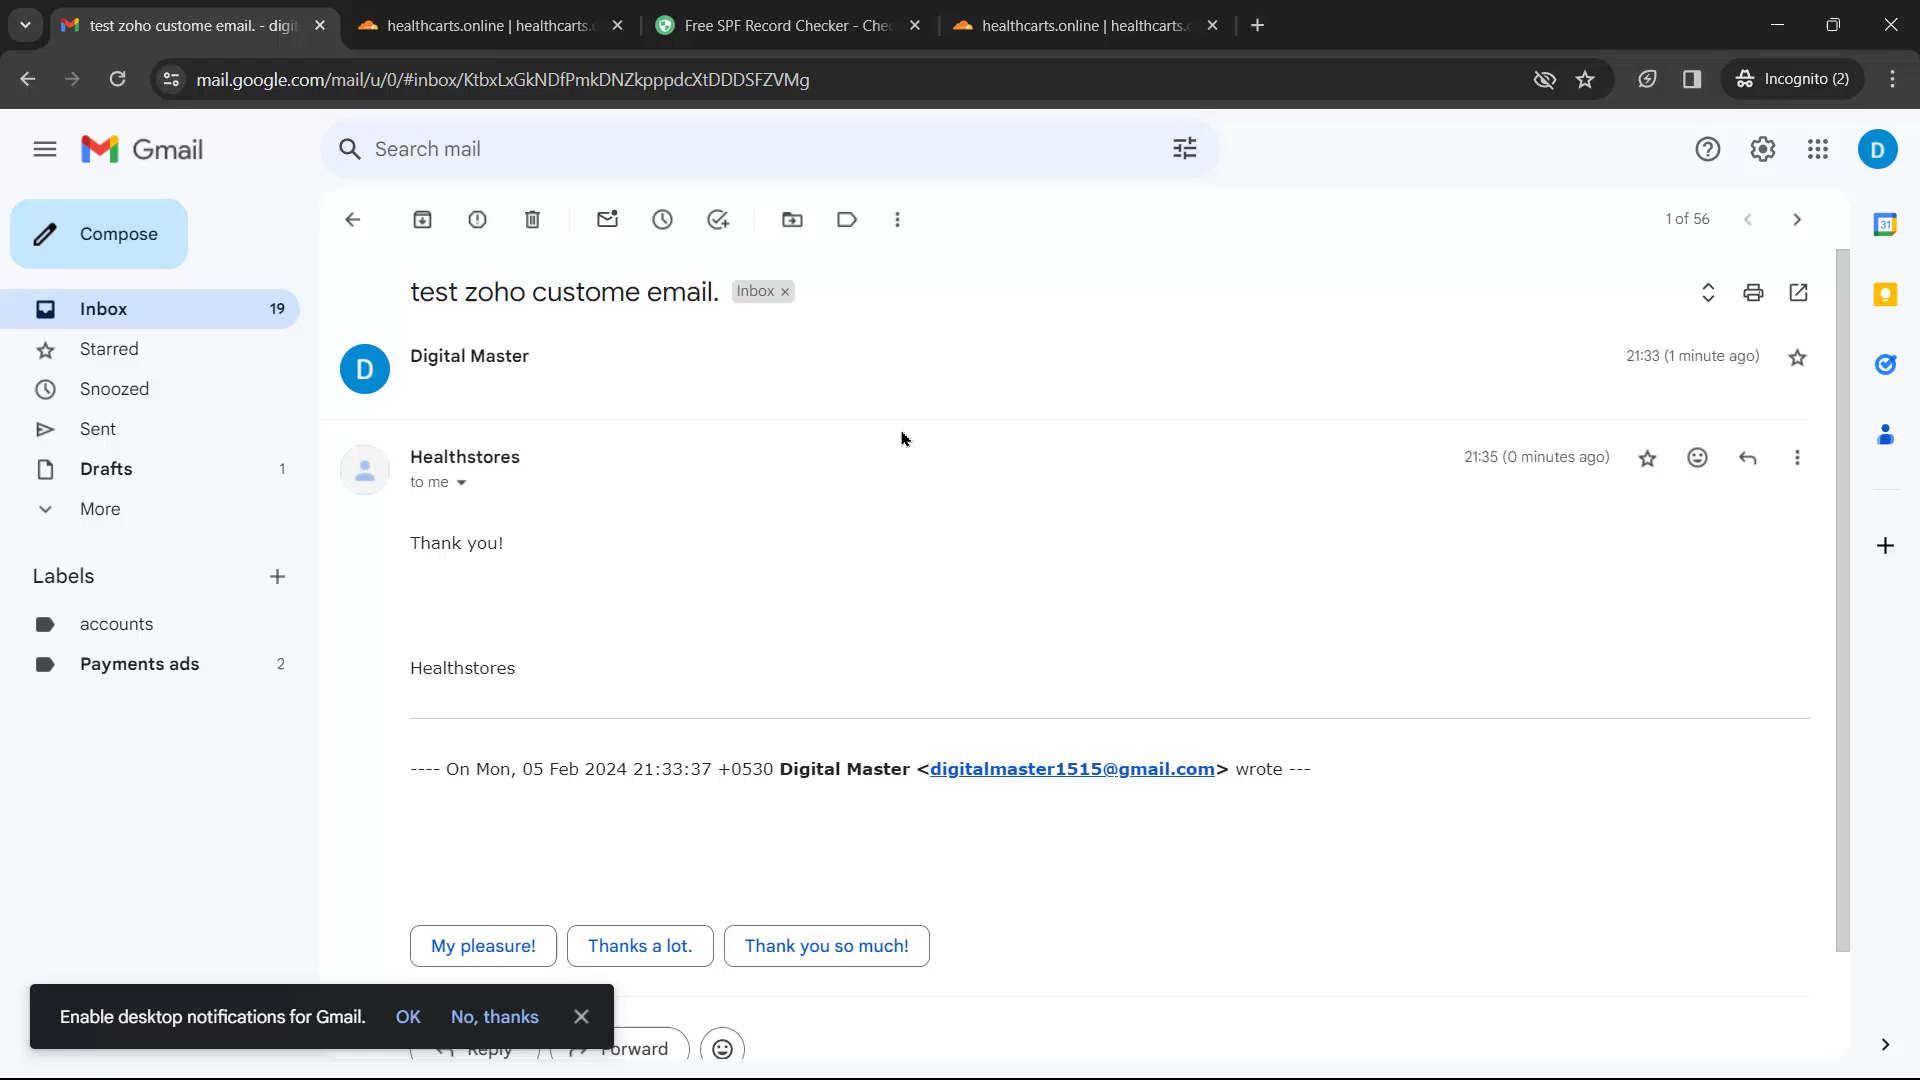 test zoho custome email. - digit
healthcarts.online | healthcarts.
Free SPF Record Checker - Che
healthcarts.online | healthcarts.
mail.google.com/mail/u/0/#inbox/KtbxLxGkNDfPmkDNZkpppdcXtDDDSFZVMg
Incognito (2)
Gmail
Search mail
D
Compose
1 of 56
31
test zoho custome email.
Inbox ×
Inbox 19
Starred
Snoozed
Sent
Drafts 1
More
Labels
accounts
Payments ads 2
D
Digital Master
21:33 (1 minute ago)
Healthstores
21:35 (0 minutes ago)
to me
Thank you!
Healthstores
---- On Mon, 05 Feb 2024 21:33:37 +0530 Digital Master <digitalmaster1515@gmail.com> wrote ---
My pleasure!
Thanks a lot.
Thank you so much!
Enable desktop notifications for Gmail.
OK
No, thanks
Reply
Forward